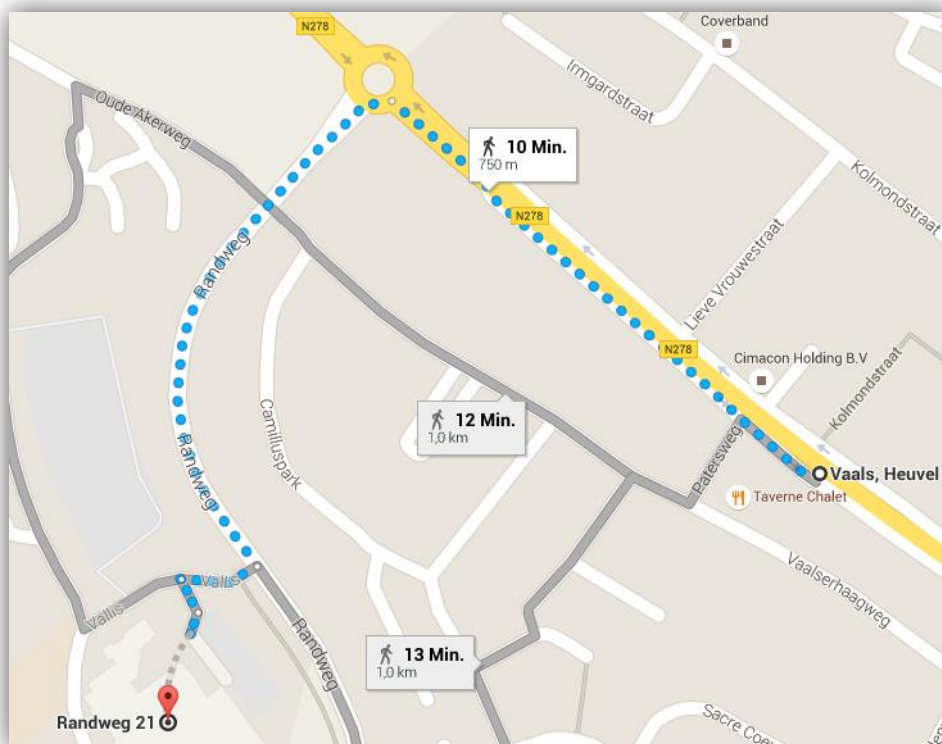 N278
Coverband
Irmgardstraat
Oude Akerweg
10 Min.
750 m
Kolmondstraat
N278
Randweg
Lieve Vrouwestraat
N278
Cimacon Holding B.V
Kolmondstraat
12 Min.
1,0 km
Camilluspark
Randweg
Patersweg
Vaals, Heuvel
Taverne Chalet
Vaalserhaagweg
Vallis
Vallis
Randweg
13 Min.
1,0 km
Randweg 21
Sacre Coeu